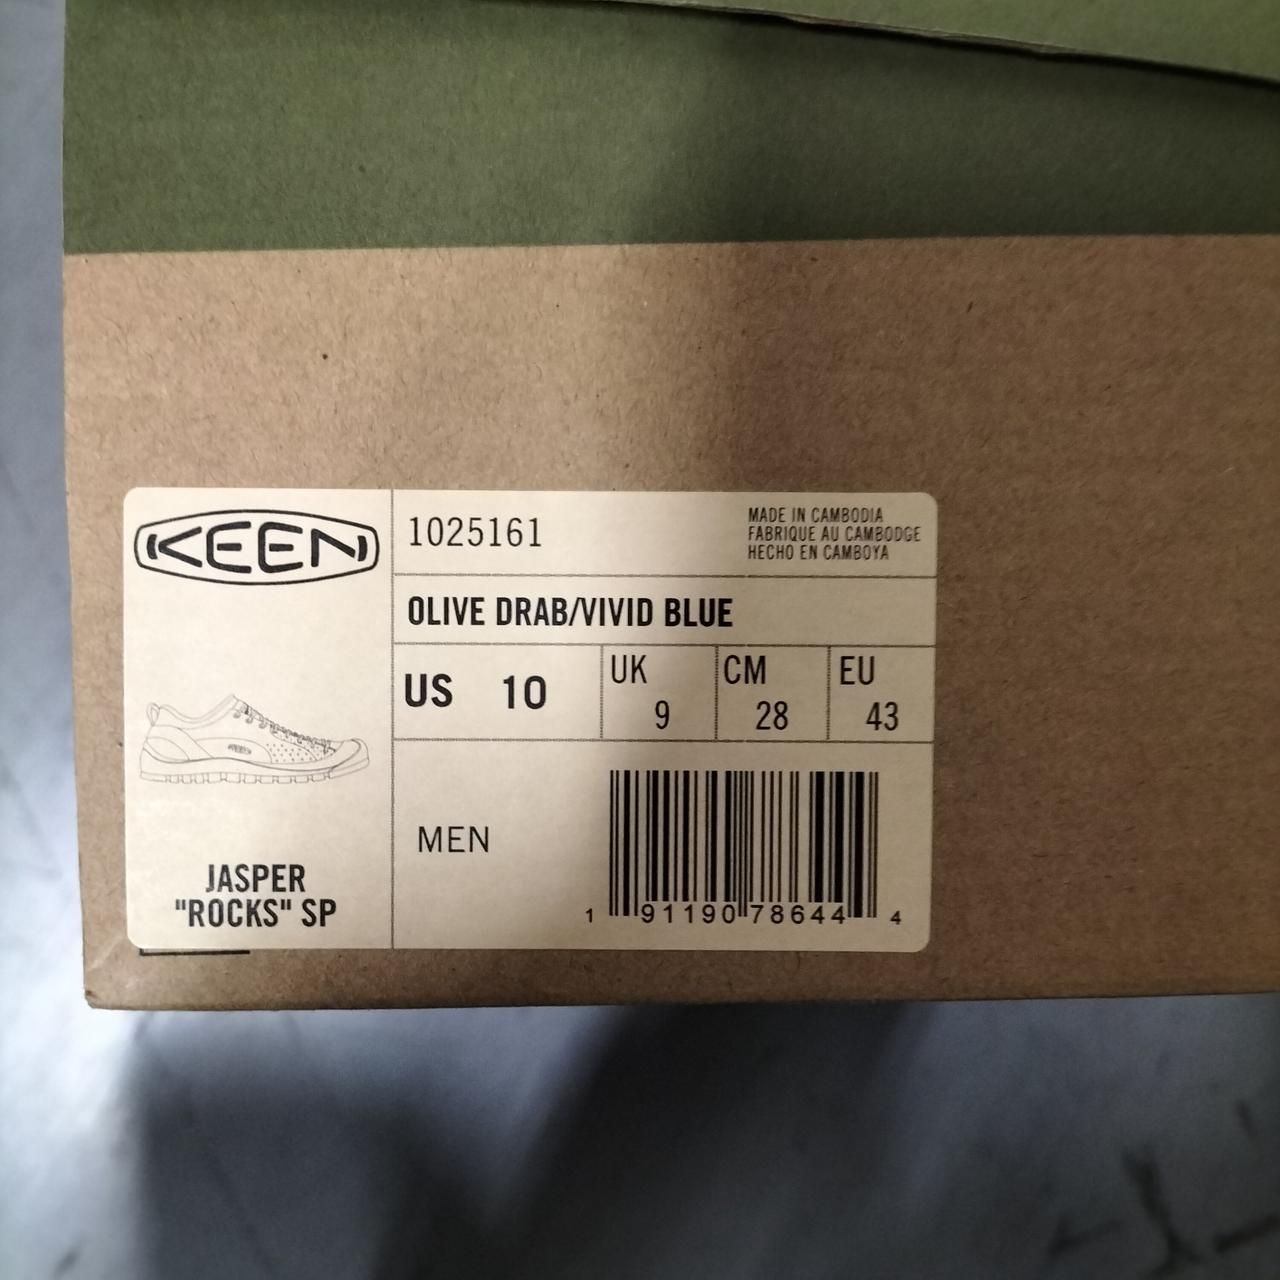 KEEN
1025161
MADE IN CAMBODIA
FABRIQUE AU CAMBODGE
HECHO EN CAMBOYA
OLIVE DRAB/VIVID BLUE
US 10
UK 9
CM 28
EU 43
KEEN
MEN
JASPER
"ROCKS" SP
1 91190 78644 4